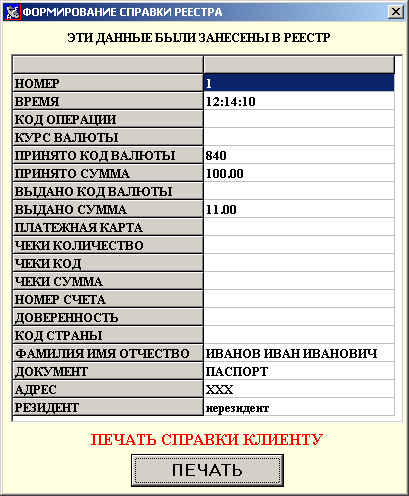 ФОРМИРОВАНИЕ СПРАВКИ РЕЕСТРА
ЭТИ ДАННЫЕ БЫЛИ ЗАНЕСЕНЫ В РЕЕСТР
НОМЕР 1
ВРЕМЯ 12:14:10
КОД ОПЕРАЦИИ
КУРС ВАЛЮТЫ
ПРИНЯТО КОД ВАЛЮТЫ 840
ПРИНЯТО СУММА 100.00
ВЫДАНО КОД ВАЛЮТЫ
ВЫДАНО СУММА 11.00
ПЛАТЕЖНАЯ КАРТА
ЧЕКИ КОЛИЧЕСТВО
ЧЕКИ КОД
ЧЕКИ СУММА
НОМЕР СЧЕТА
ДОВЕРЕННОСТЬ
КОД СТРАНЫ
ФАМИЛИЯ ИМЯ ОТЧЕСТВО ИВАНОВ ИВАН ИВАНОВИЧ
ДОКУМЕНТ ПАСПОРТ
АДРЕС XXX
РЕЗИДЕНТ нерезидент
ПЕЧАТЬ СПРАВКИ КЛИЕНТУ
ПЕЧАТЬ